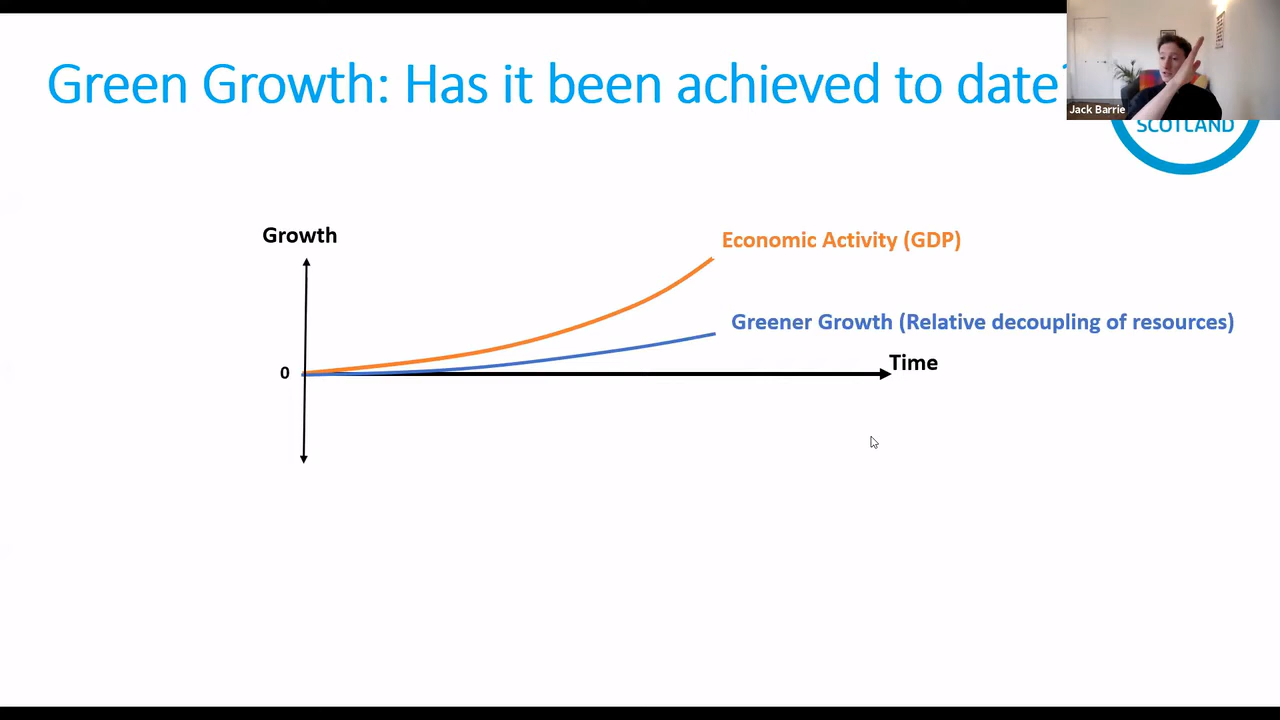 Green Growth: Has it been achieved to date?
Jack Barrie
SCOTLAND
Growth
Economic Activity (GDP)
Greener Growth (Relative decoupling of resources)
Time
0